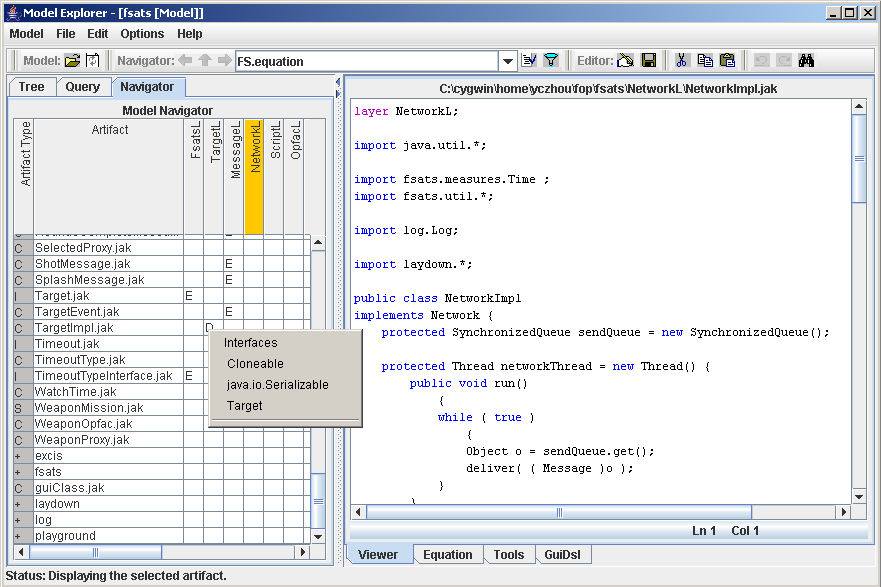 Model Explorer - [fsats [Model]]
Model File Edit Options Help
Model: Navigator: FS.equation Editor:
Tree Query Navigator
Model Navigator
Artifact Type Artifact FsatsL TargetL MessageL NetworkL ScriptL OpfacL
C SelectedProxy.jak
C ShotMessage.jak E
C SplashMessage.jak E
I Target.jak E
C TargetEvent.jak E
C TargetImpl.jak D
I Timeout.jak
C TimeoutType.jak
I TimeoutTypeInterface.jak E
C WatchTime.jak
S WeaponMission.jak
C WeaponOpfac.jak
C WeaponProxy.jak
+ excis
+ fsats
C guiClass.jak
+ laydown
+ log
+ playground
Interfaces
Cloneable
java.io.Serializable
Target
C:\cygwin\home\yczhou\fop\fsats\NetworkL\NetworkImpl.jak
layer NetworkL;
import java.util.*;
import fsats.measures.Time ;
import fsats.util.*;
import log.Log;
import laydown.*;
public class NetworkImpl
implements Network {
protected SynchronizedQueue sendQueue = new SynchronizedQueue();
protected Thread networkThread = new Thread() {
public void run()
{
while ( true )
{
Object o = sendQueue.get();
deliver( ( Message )o );
}
}
Ln 1 Col 1
Viewer Equation Tools GuiDsl
Status: Displaying the selected artifact.